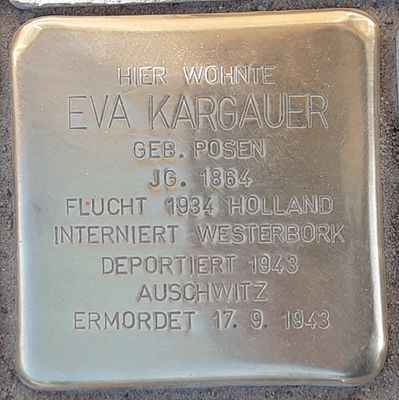 HIER WOHNTE
EVA KARGAUER
GEB. POSEN
JG. 1864
FLUCHT 1934 HOLLAND
INTERNIERT WESTERBORK
DEPORTIERT 1943
AUSCHWITZ
ERMORDET 17. 9. 1943